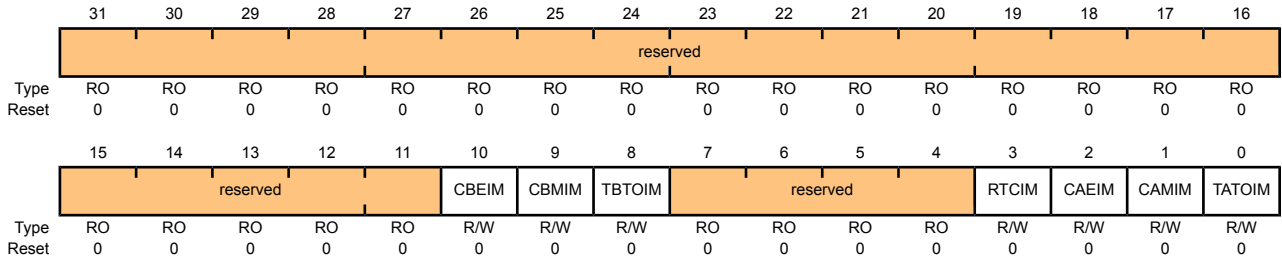 31 30 29 28 27 26 25 24 23 22 21 20 19 18 17 16
reserved
Type RO RO RO RO RO RO RO RO RO RO RO RO RO RO RO RO
Reset 0 0 0 0 0 0 0 0 0 0 0 0 0 0 0 0
15 14 13 12 11 10 9 8 7 6 5 4 3 2 1 0
reserved CBEIM CBMIM TBTOIM reserved RTCIM CAEIM CAMIM TATOIM
Type RO RO RO RO RO R/W R/W R/W RO RO RO RO R/W R/W R/W R/W
Reset 0 0 0 0 0 0 0 0 0 0 0 0 0 0 0 0